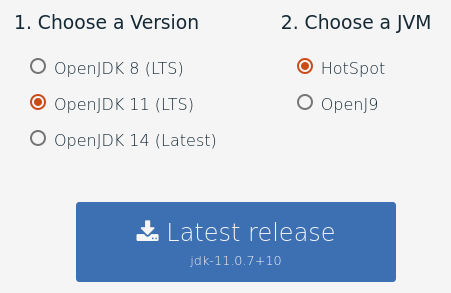 1. Choose a Version
OpenJDK 8 (LTS)
OpenJDK 11 (LTS)
OpenJDK 14 (Latest)
2. Choose a JVM
HotSpot
OpenJ9
Latest release
jdk-11.0.7+10